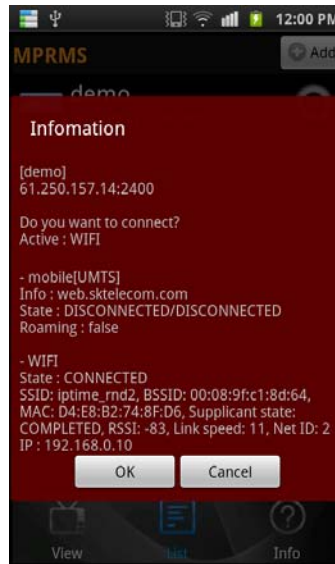 12:00 PM
MPRMS
Add
demo
Infomation
[demo]
61.250.157.14:2400
Do you want to connect?
Active : WIFI
- mobile[UMTS]
Info : web.sktelecom.com
State : DISCONNECTED/DISCONNECTED
Roaming : false
- WIFI
State : CONNECTED
SSID: iptime_rnd2, BSSID: 00:08:9f:c1:8d:64,
MAC: D4:E8:B2:74:8F:D6, Supplicant state:
COMPLETED, RSSI: -83, Link speed: 11, Net ID: 2
IP : 192.168.0.10
OK Cancel
View List Info